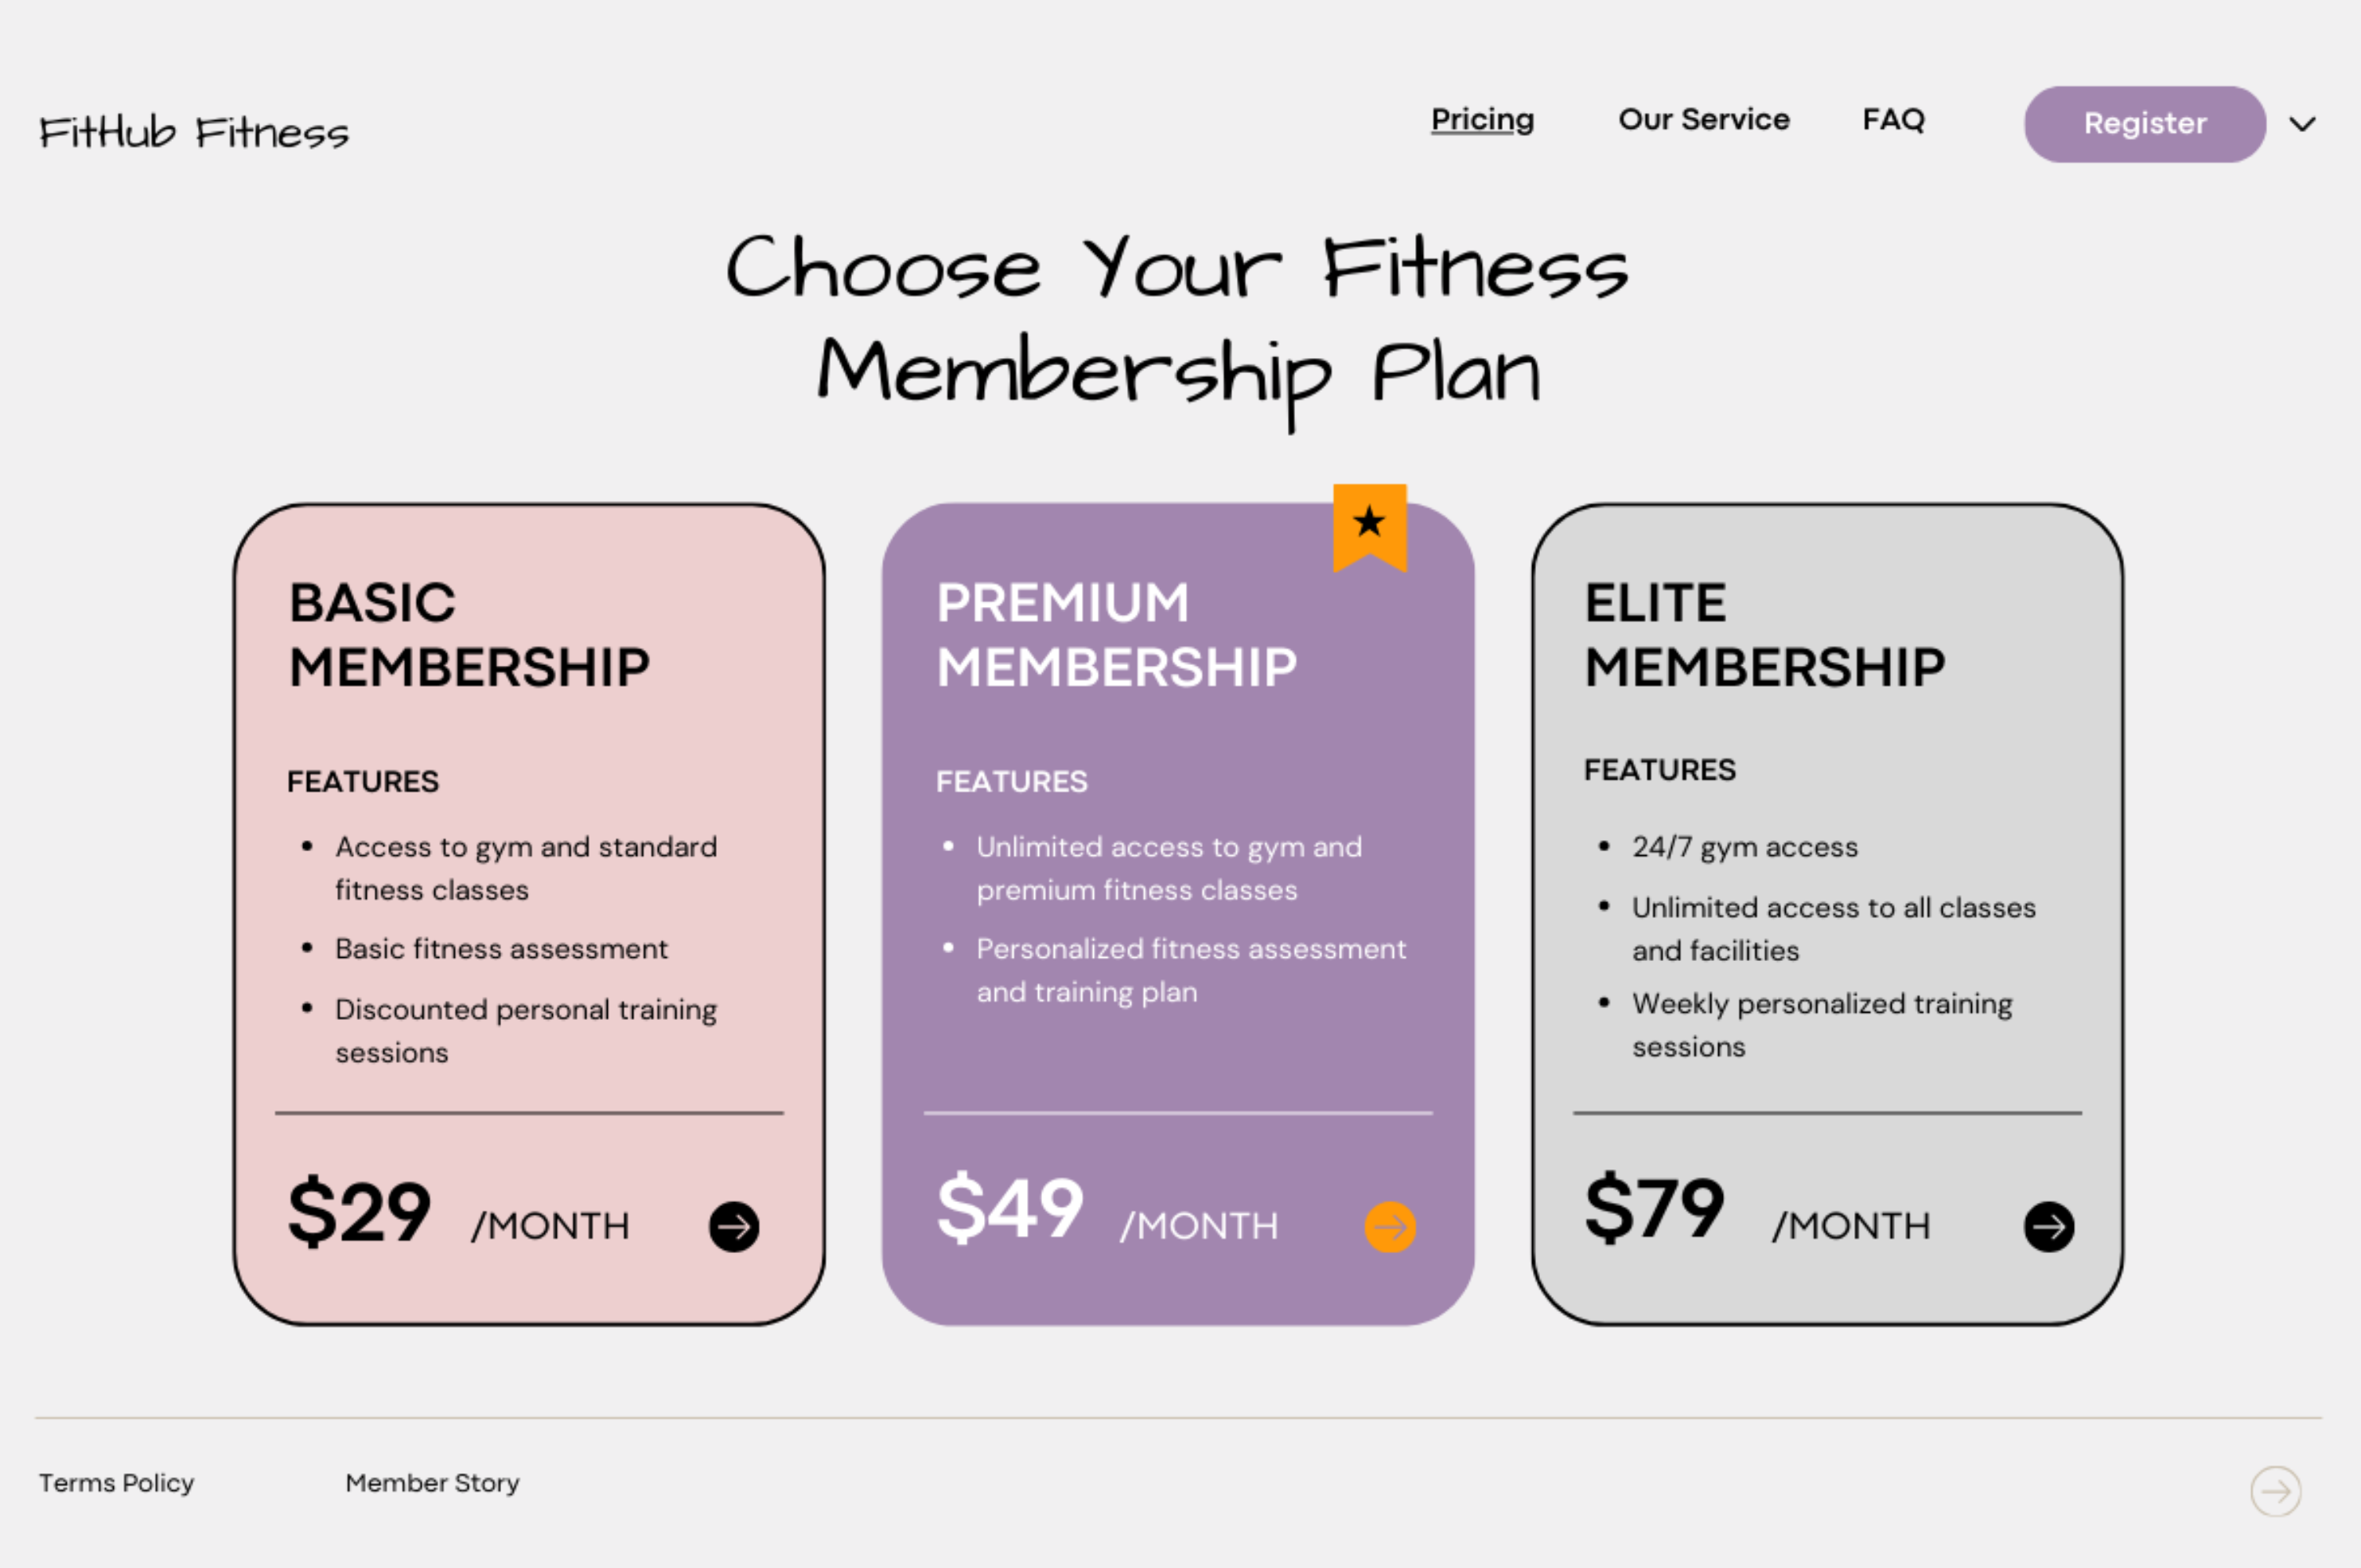 FitHub Fitness
Pricing
Our Service
FAQ
Register
Choose Your Fitness
Membership Plan
BASIC
MEMBERSHIP
FEATURES
• Access to gym and standard
fitness classes
• Basic fitness assessment
• Discounted personal training
sessions
$29 /MONTH
PREMIUM
MEMBERSHIP
FEATURES
• Unlimited access to gym and
premium fitness classes
• Personalized fitness assessment
and training plan
$49 /MONTH
ELITE
MEMBERSHIP
FEATURES
• 24/7 gym access
• Unlimited access to all classes
and facilities
• Weekly personalized training
sessions
$79 /MONTH
Terms Policy
Member Story